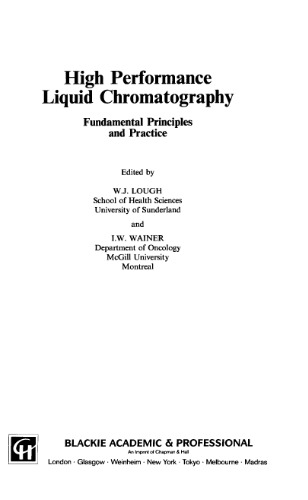 High Performance
Liquid Chromatography
Fundamental Principles
and Practice
Edited by
W.J. LOUGH
School of Health Sciences
University of Sunderland
and
I.W. WAINER
Department of Oncology
McGill University
Montreal
CH
BLACKIE ACADEMIC & PROFESSIONAL
An Imprint of Chapman & Hall
London · Glasgow · Weinheim · New York · Tokyo · Melbourne · Madras